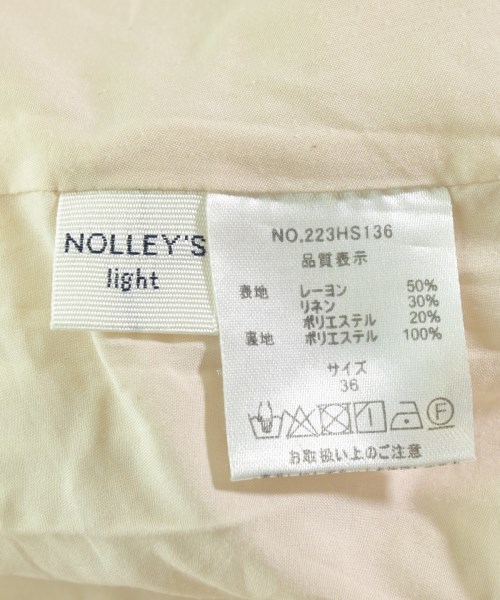 NOLLEY'S
light
NO.223HS136
品質表示
表地 レーヨン 50%
リネン 30%
ポリエステル 20%
裏地 ポリエステル 100%
サイズ
36
F
お取扱い上のご注意